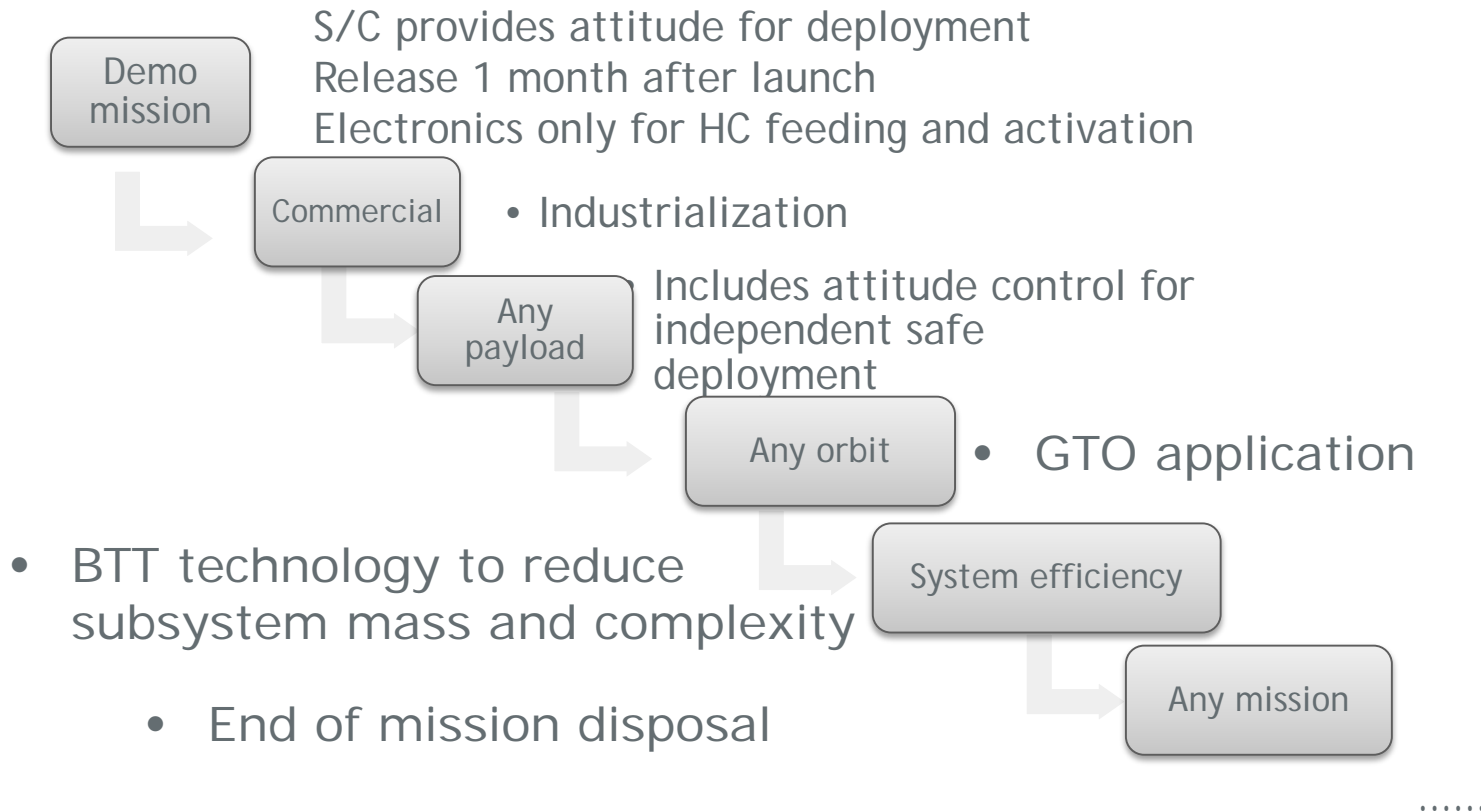 S/C provides attitude for deployment
Demo
mission
Release 1 month after launch
Electronics only for HC feeding and activation
Commercial
• Industrialization
Any
payload
• Includes attitude control for
independent safe
deployment
Any orbit
• GTO application
• BTT technology to reduce
subsystem mass and complexity
System efficiency
• End of mission disposal
Any mission